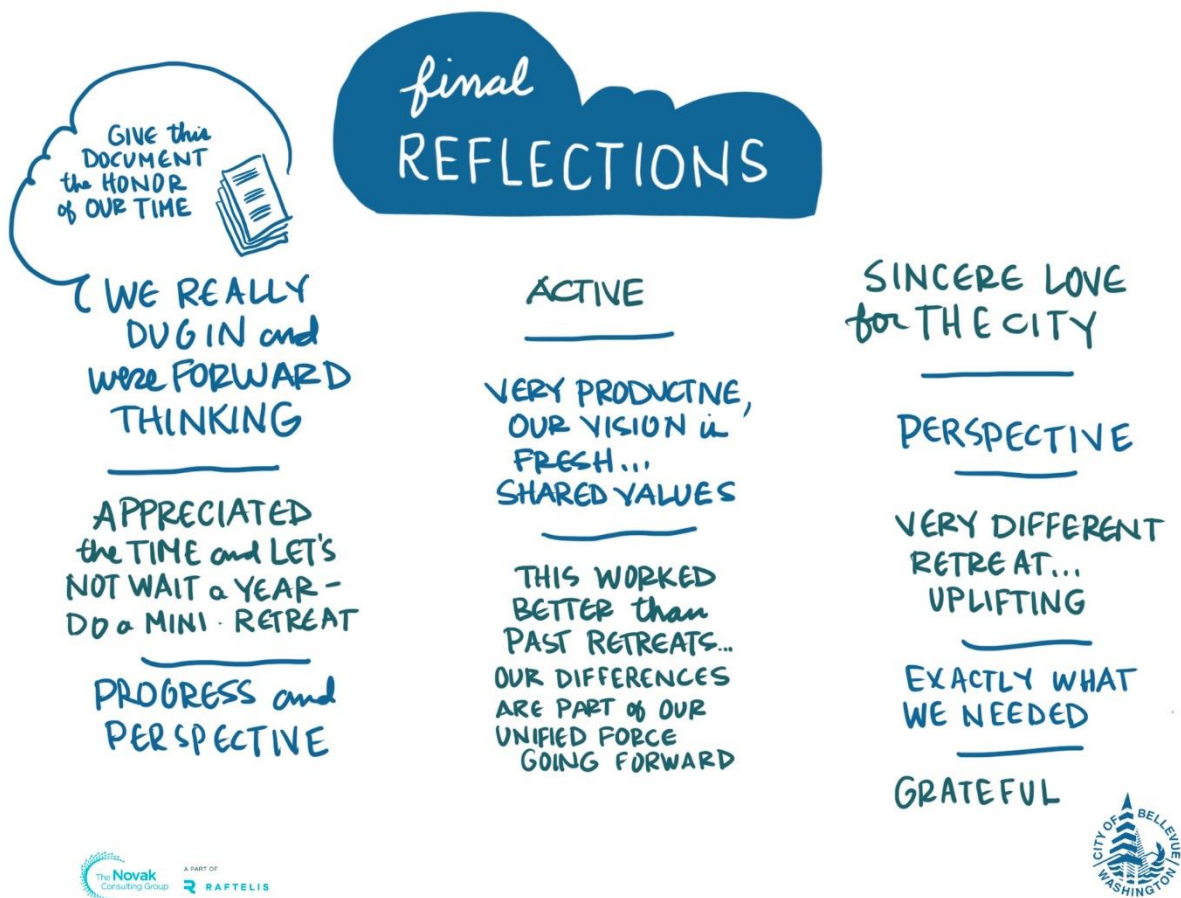 final
REFLECTIONS
GIVE this
DOCUMENT
the HONOR
of OUR TIME
WE REALLY
DUG IN and
were FORWARD
THINKING
APPRECIATED
the TIME and LET'S
NOT WAIT a YEAR -
DO a MINI · RETREAT
PROGRESS and
PERSPECTIVE
ACTIVE
VERY PRODUCTIVE,
OUR VISION is
FRESH...
SHARED VALUES
THIS WORKED
BETTER than
PAST RETREATS...
OUR DIFFERENCES
ARE PART of OUR
UNIFIED FORCE
GOING FORWARD
SINCERE LOVE
for THE CITY
PERSPECTIVE
VERY DIFFERENT
RETREAT...
UPLIFTING
EXACTLY WHAT
WE NEEDED
GRATEFUL
The Novak
Consulting Group
A PART OF
RAFTELIS
CITY OF BELLEVUE
WASHINGTON